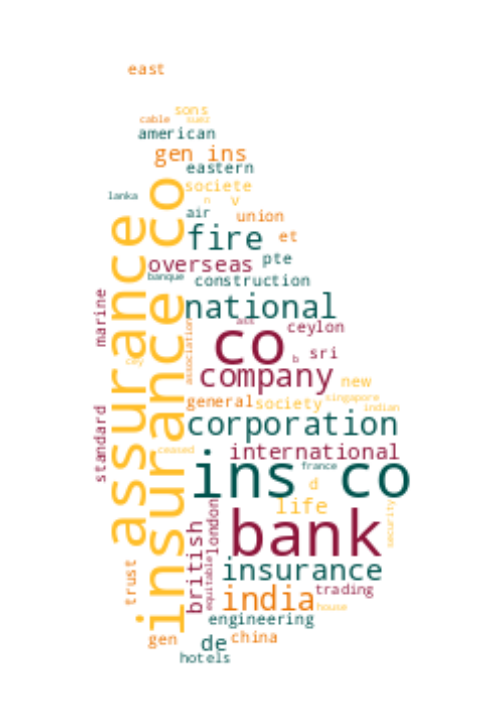 east
sons
cable suez
american
gen ins
eastern
societe
lanka
n v
air union
fire et
overseas pte
banque construction
national
marine
ass ceylon
co
b sri
association
cey
company
new
singapore
general society indian
corporation
standard
ceased international
france
ins co
d
life
assurance
insurance co
bank
security
london
british
equitable
insurance
trust
trading
india
house
engineering
gen de china
hotels